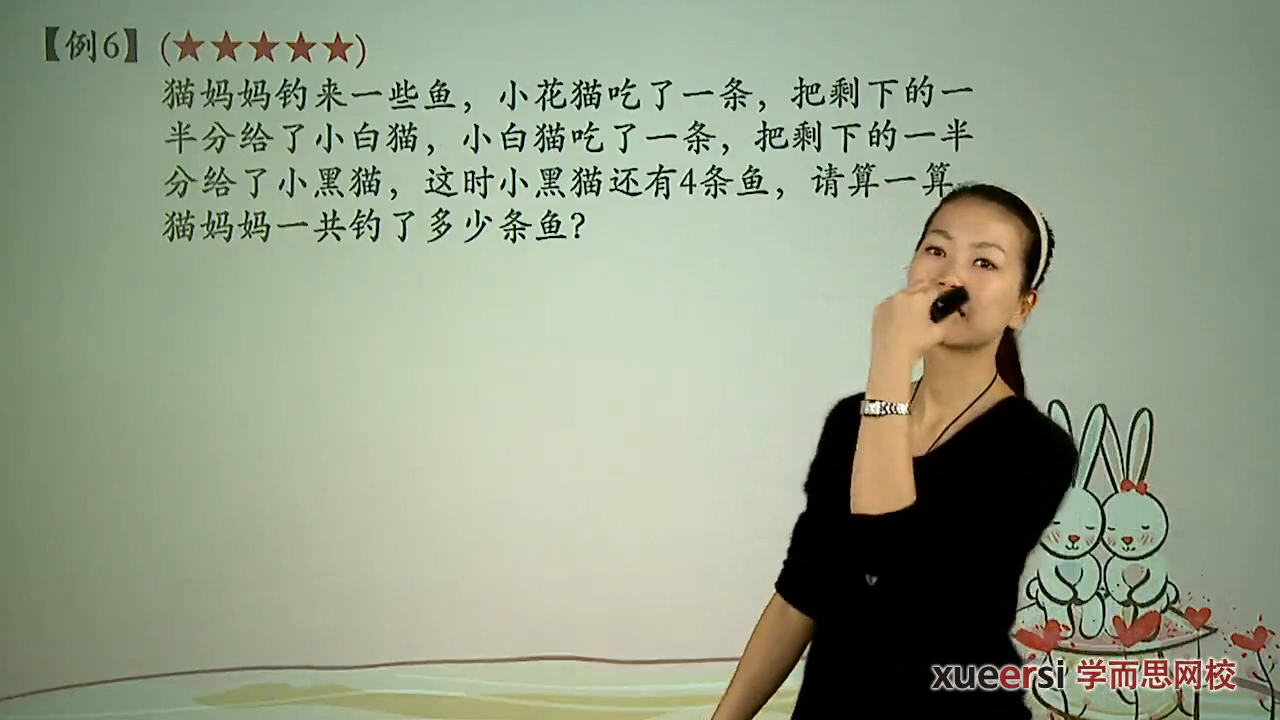 【例6】(★★★★★)
猫妈妈钓来一些鱼，小花猫吃了一条，把剩下的一
半分给了小白猫，小白猫吃了一条，把剩下的一半
分给了小黑猫，这时小黑猫还有4条鱼，请算一算
猫妈妈一共钓了多少条鱼？
xueersi 学而思网校